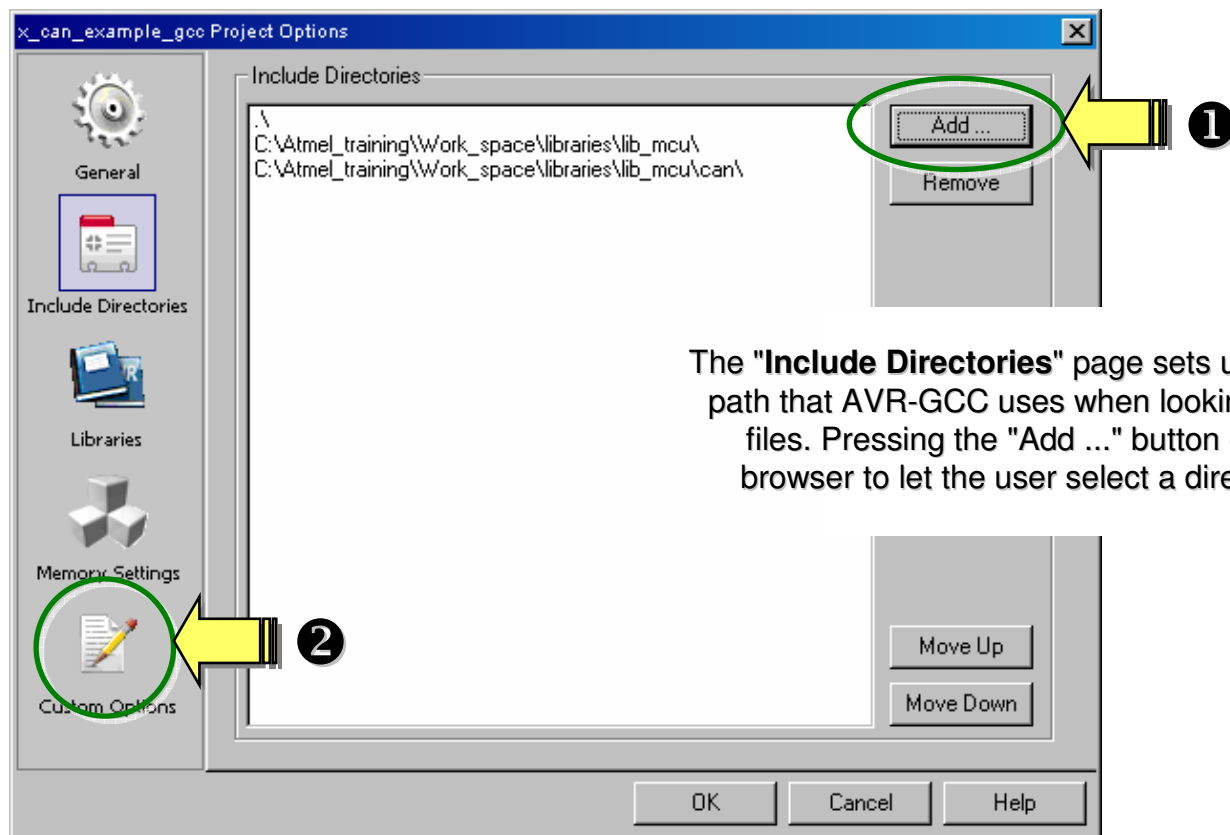 x_can_example_gcc Project Options
General
Include Directories
Libraries
Memory Settings
Custom Options
Include Directories
.\
C:\Atmel_training\Work_space\libraries\lib_mcu\
C:\Atmel_training\Work_space\libraries\lib_mcu\can\
Add ...
Remove
1
The "Include Directories" page sets
path that AVR-GCC uses when
files. Pressing the "Add ..." button
browser to let the user select a
2
Move Up
Move Down
OK
Cancel
Help